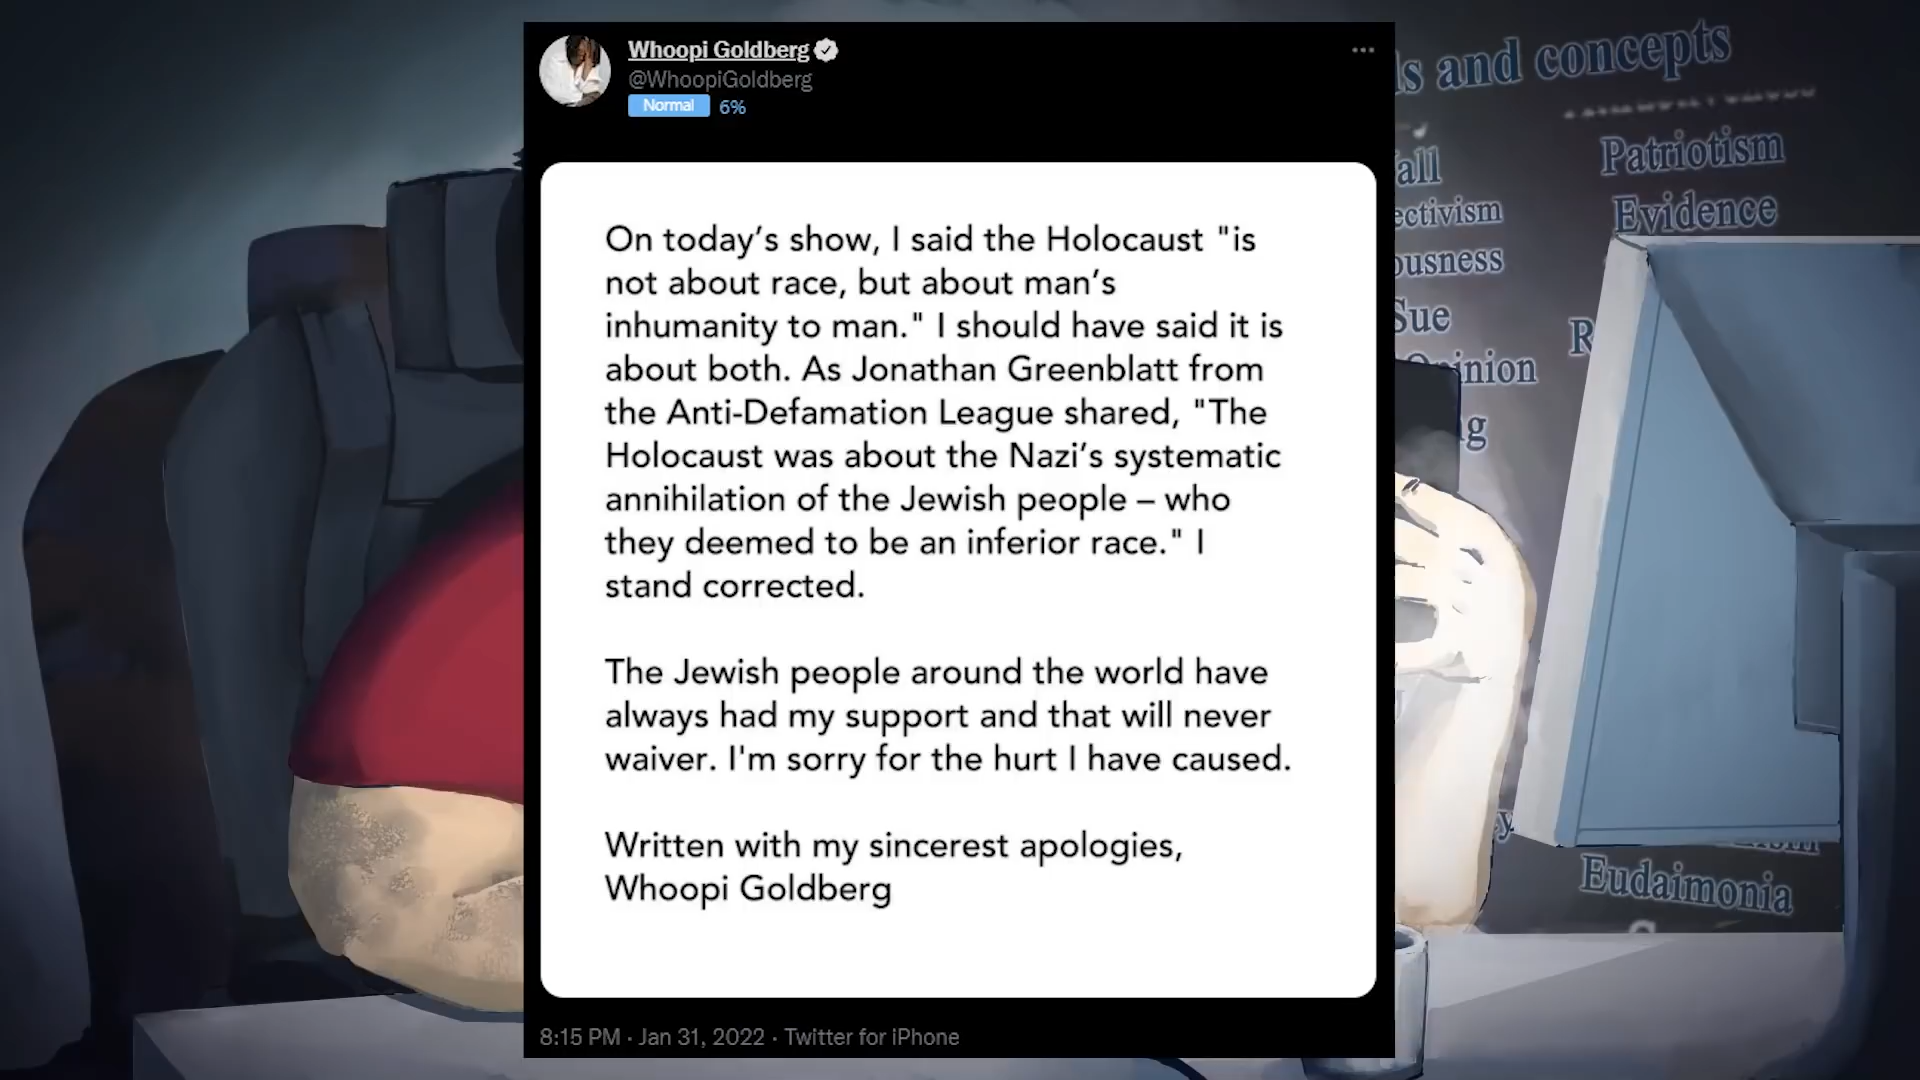 Whoopi Goldberg
@WhoopiGoldberg
Normal 6%
On today’s show, I said the Holocaust "is
not about race, but about man’s
inhumanity to man." I should have said it is
about both. As Jonathan Greenblatt from
the Anti-Defamation League shared, "The
Holocaust was about the Nazi’s systematic
annihilation of the Jewish people – who
they deemed to be an inferior race." I
stand corrected.
The Jewish people around the world have
always had my support and that will never
waiver. I'm sorry for the hurt I have caused.
Written with my sincerest apologies,
Whoopi Goldberg
8:15 PM · Jan 31, 2022 · Twitter for iPhone
and concepts
Patriotism
Evidence
Sue
Eudaimonia